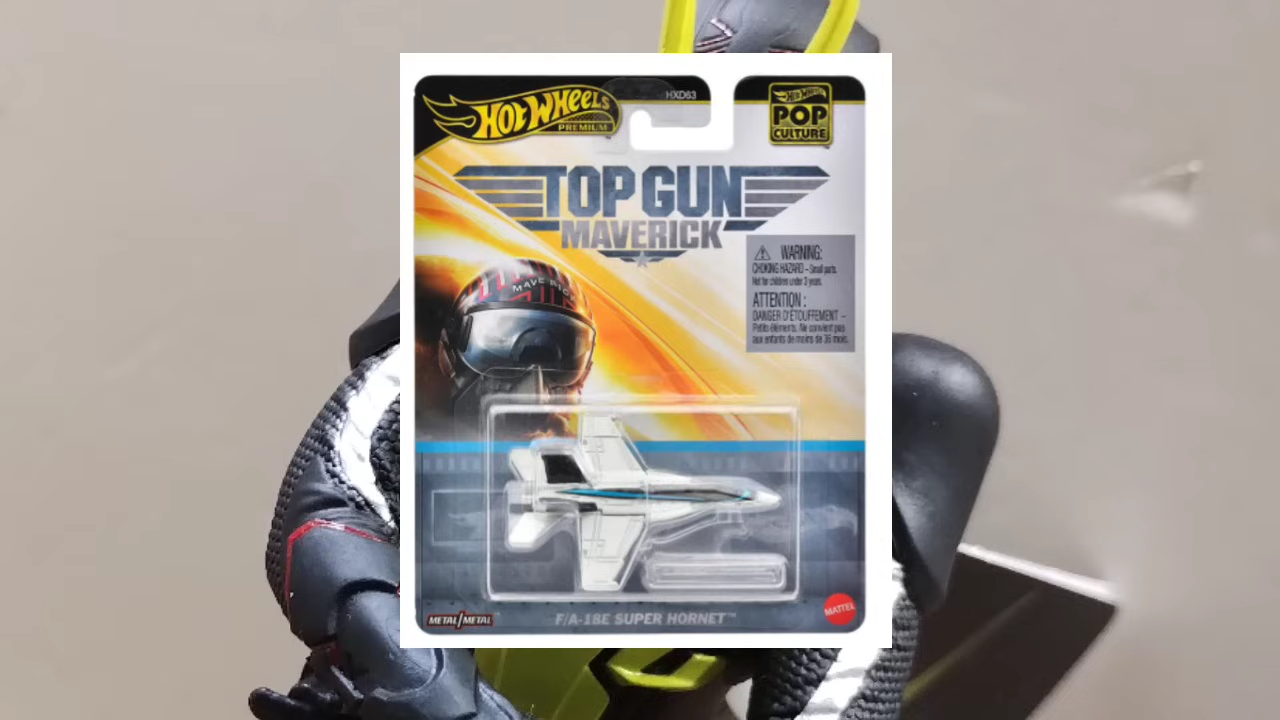 HOT WHEELS
PREMIUM
HXD63
HOT WHEELS
POP
CULTURE
TOP GUN
MAVERICK
WARNING:
CHOKING HAZARD – Small parts.
Not for children under 3 years.
ATTENTION :
DANGER D'ÉTOUFFEMENT –
Petits éléments. Ne convient pas
aux enfants de moins de 36 mois.
MAVERICK
METAL/METAL
F/A-18E SUPER HORNET™
MATTEL